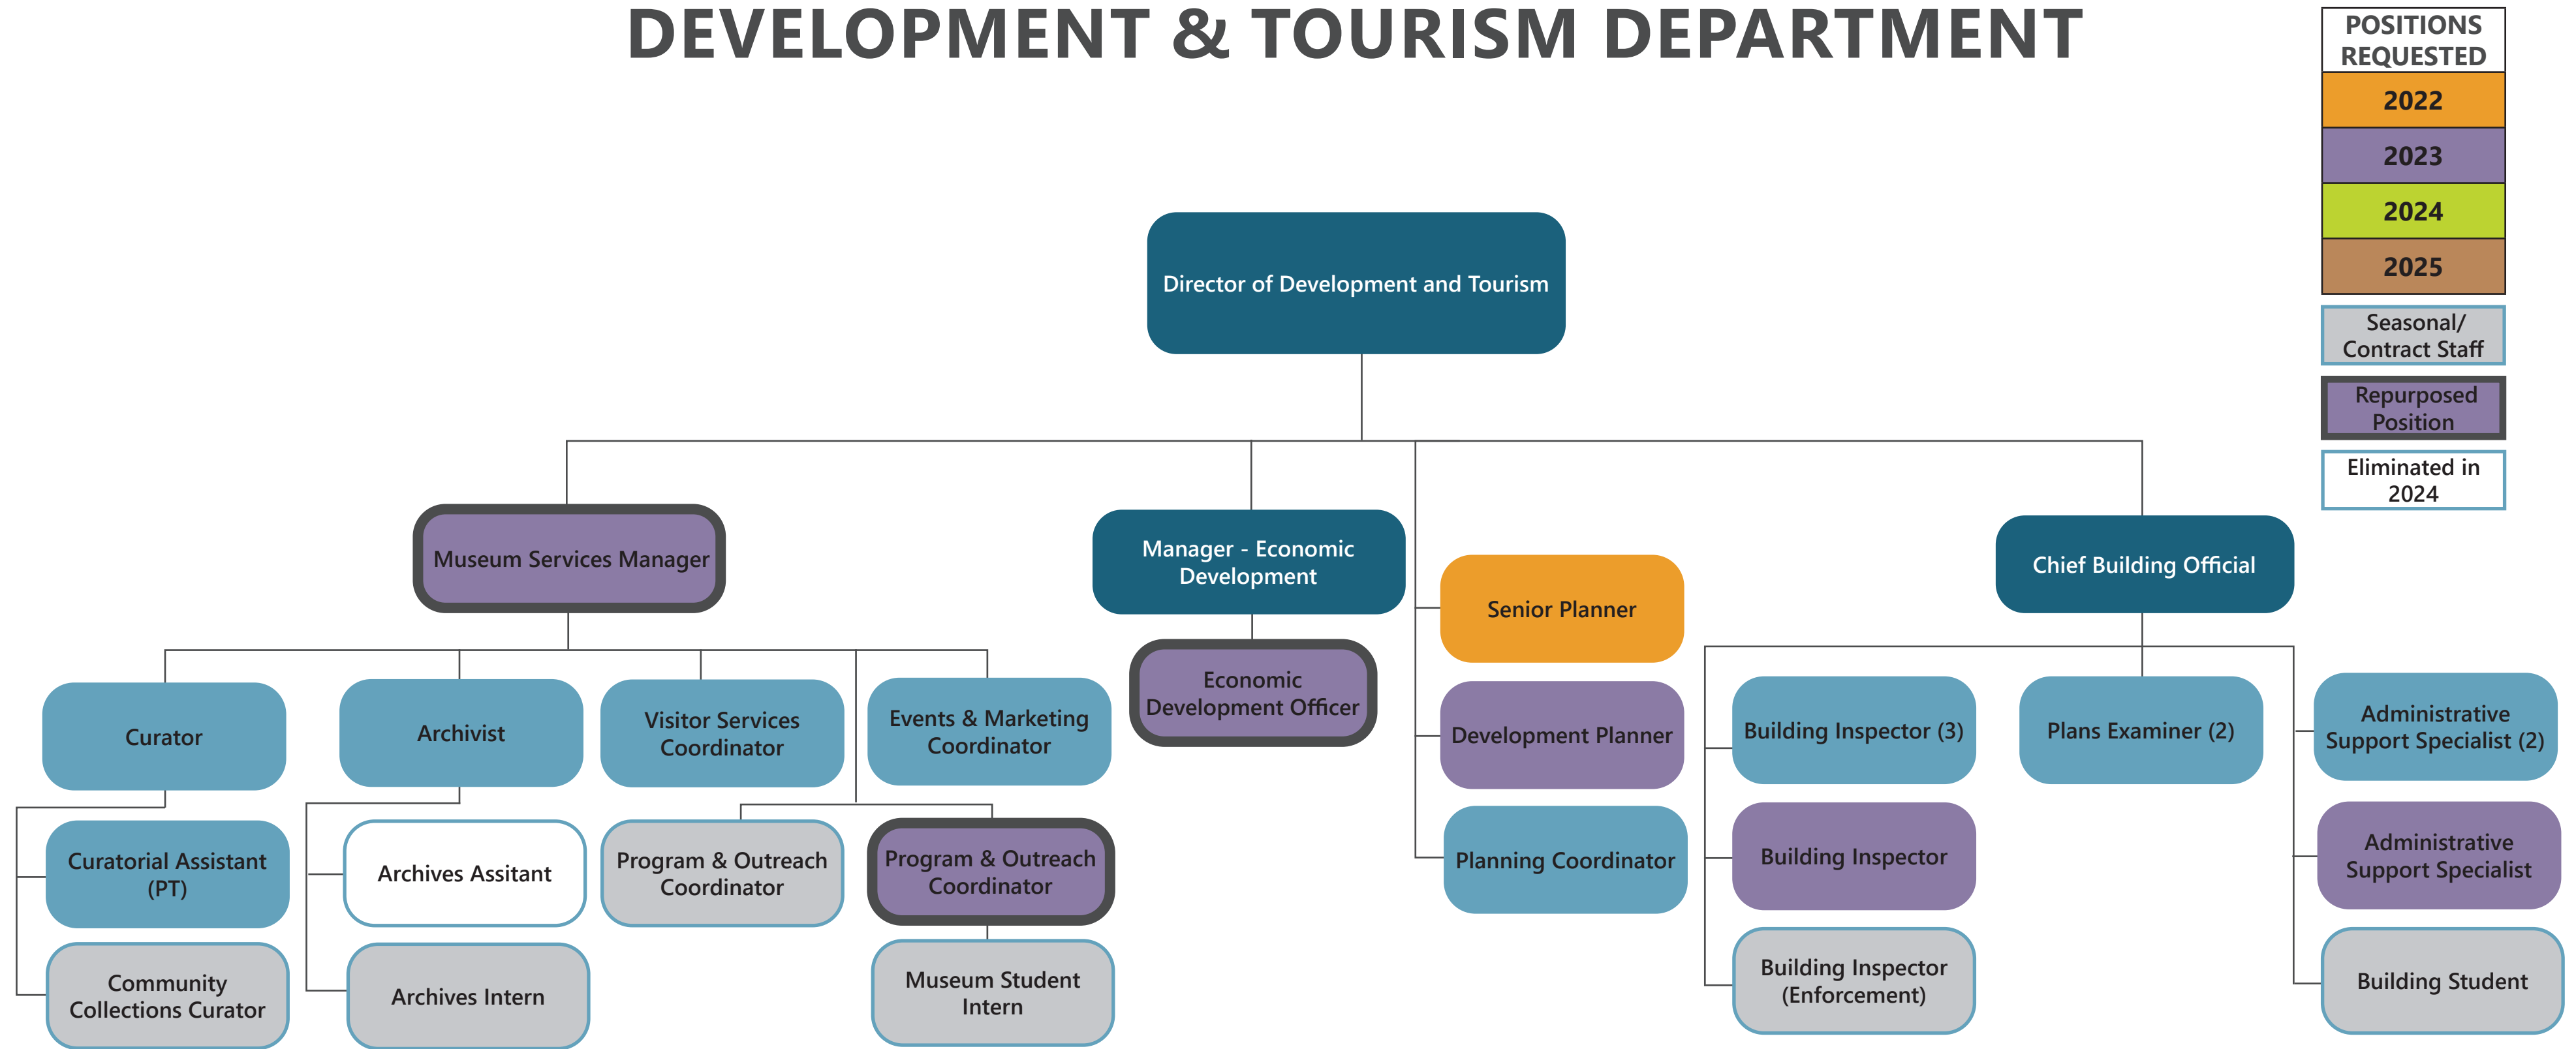 DEVELOPMENT & TOURISM DEPARTMENT
POSITIONS
REQUESTED
2022
2023
2024
2025
Seasonal/
Contract Staff
Repurposed
Position
Eliminated in
2024
Director of Development and Tourism
Museum Services Manager
Manager - Economic
Development
Chief Building Official
Economic
Development Officer
Senior Planner
Development Planner
Planning Coordinator
Curator
Archivist
Visitor Services
Coordinator
Events & Marketing
Coordinator
Curatorial Assistant
(PT)
Archives Assitant
Program & Outreach
Coordinator
Program & Outreach
Coordinator
Community
Collections Curator
Archives Intern
Museum Student
Intern
Building Inspector (3)
Plans Examiner (2)
Administrative
Support Specialist (2)
Building Inspector
Administrative
Support Specialist
Building Inspector
(Enforcement)
Building Student